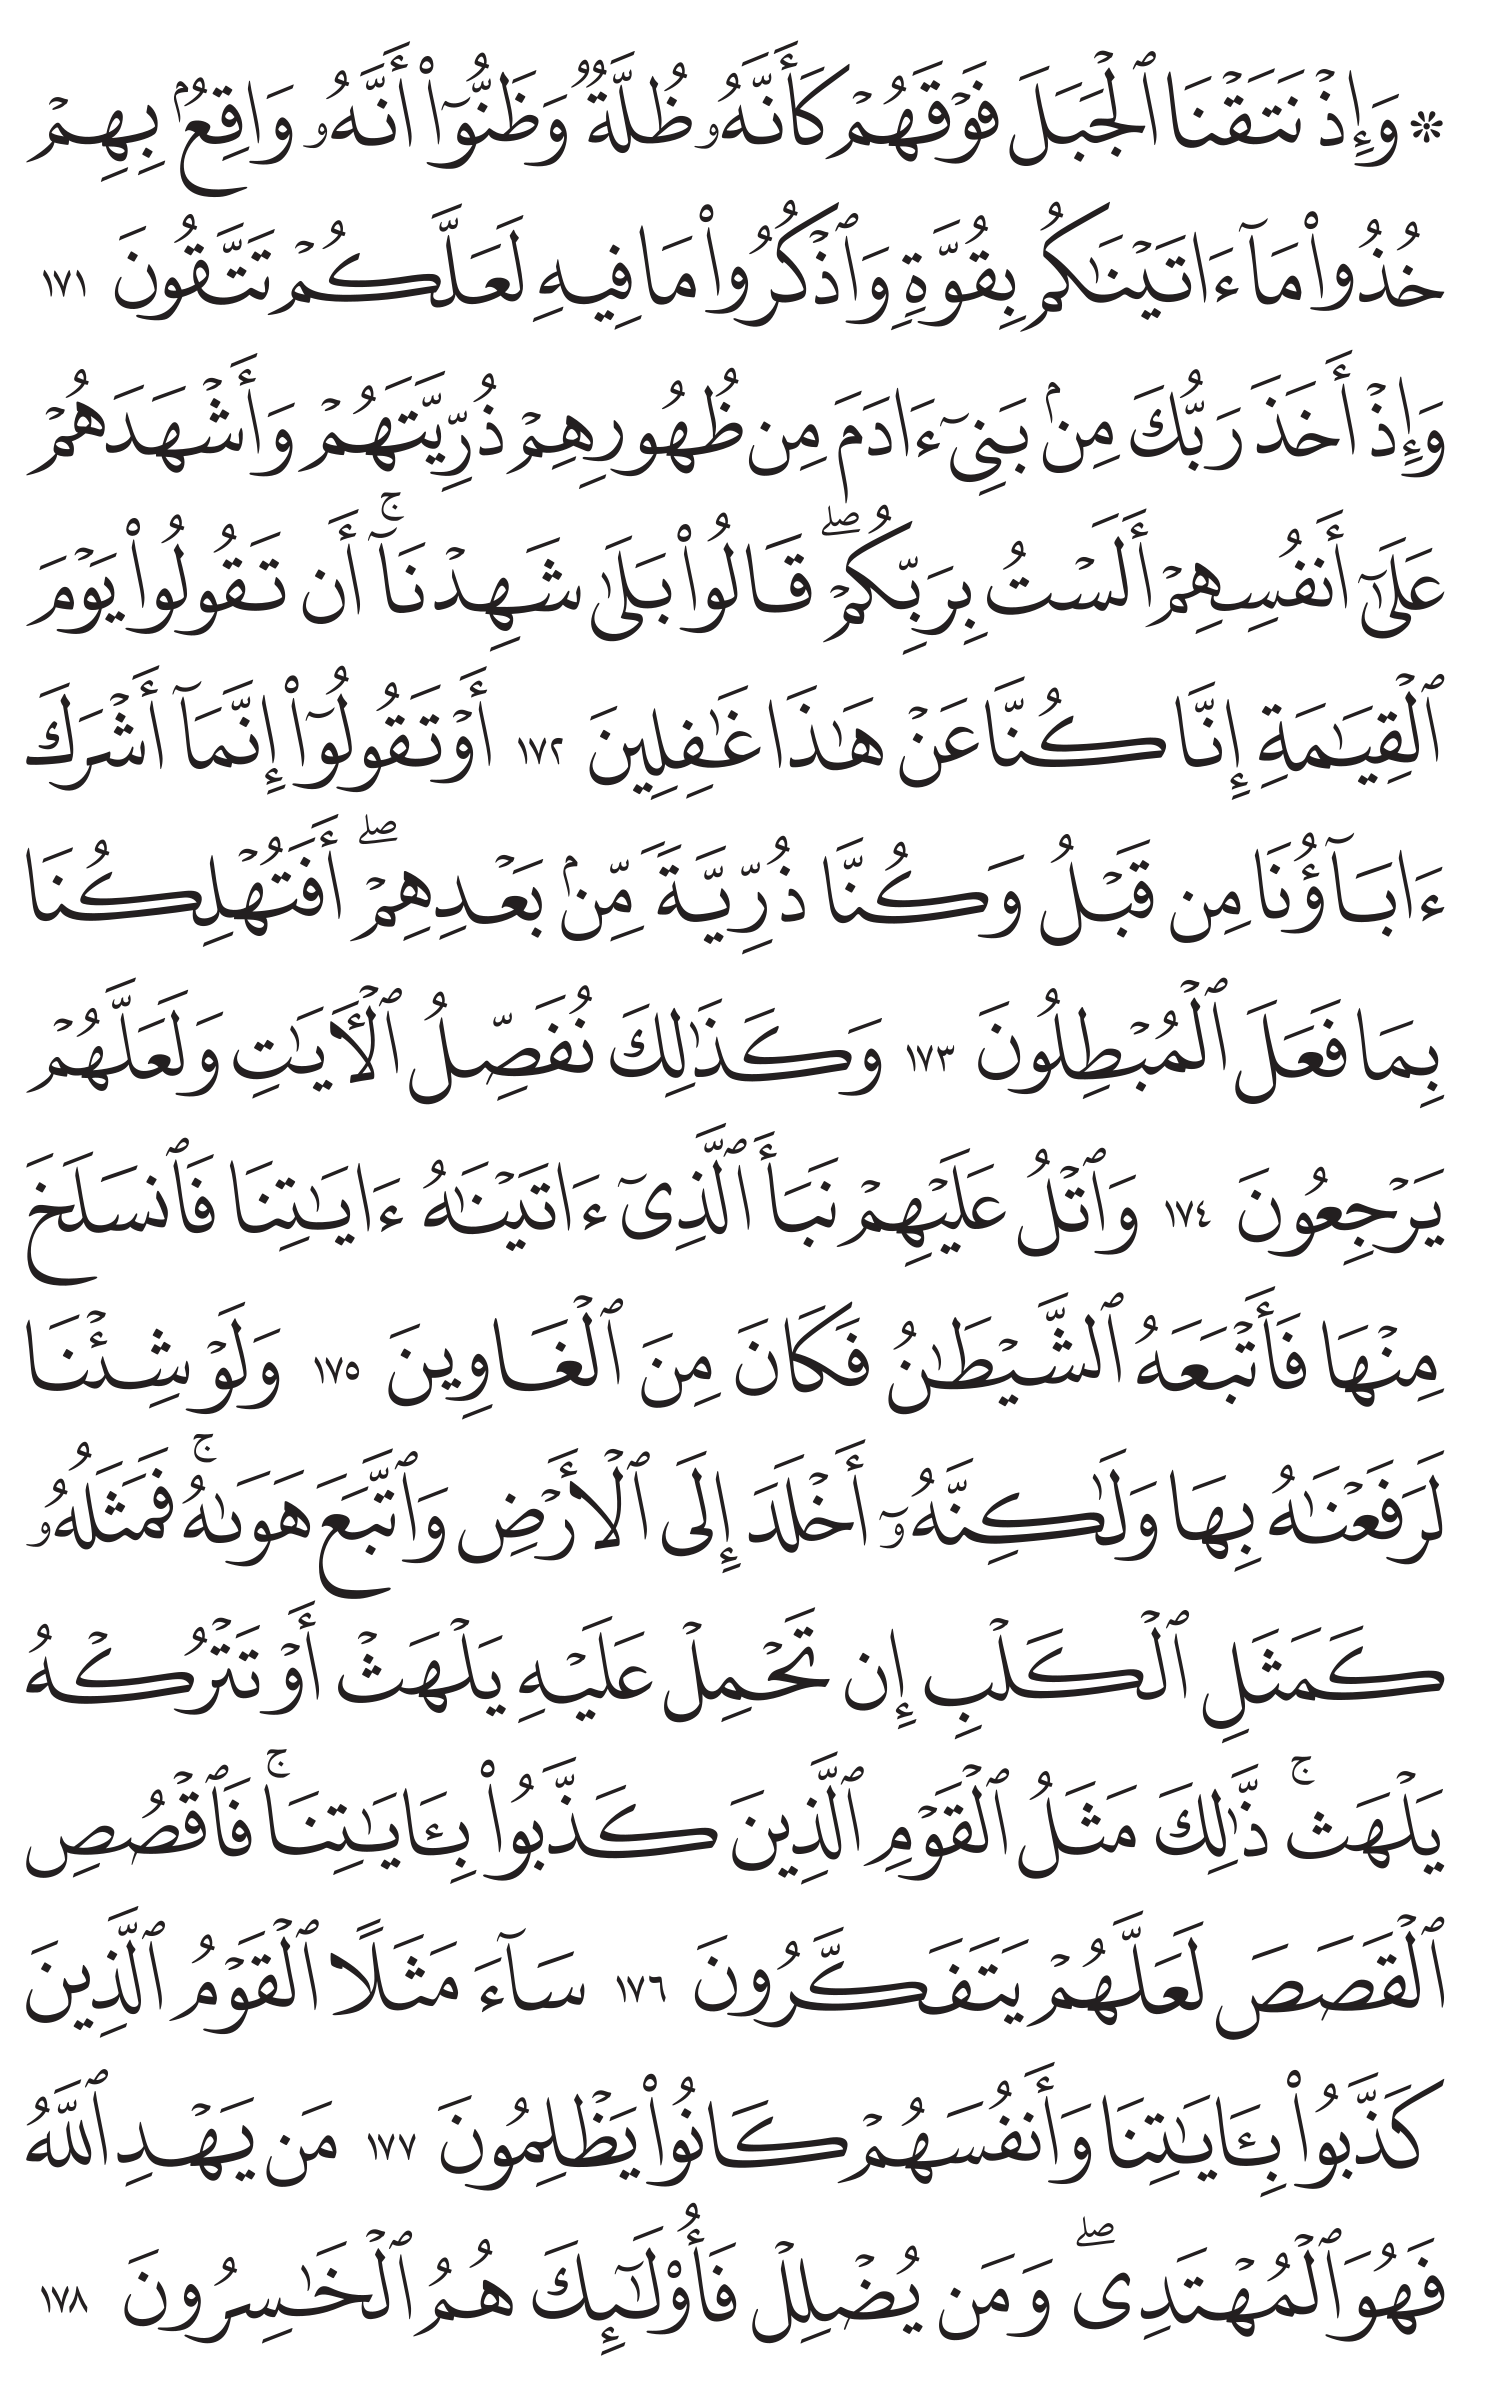 * وَإِذۡ نَتَقۡنَا ٱلۡجَبَلَ فَوۡقَهُمۡ كَأَنَّهُۥ ظُلَّةٞ وَظَنُّوٓاْ أَنَّهُۥ وَاقِعُۢ بِهِمۡ
خُذُواْ مَآ ءَاتَيۡنَٰكُم بِقُوَّةٖ وَٱذۡكُرُواْ مَا فِيهِ لَعَلَّكُمۡ تَتَّقُونَ ١٧١
وَإِذۡ أَخَذَ رَبُّكَ مِنۢ بَنِيٓ ءَادَمَ مِن ظُهُورِهِمۡ ذُرِّيَّتَهُمۡ وَأَشۡهَدَهُمۡ
عَلَىٰٓ أَنفُسِهِمۡ أَلَسۡتُ بِرَبِّكُمۡۖ قَالُواْ بَلَىٰ شَهِدۡنَآۚ أَن تَقُولُواْ يَوۡمَ
ٱلۡقِيَٰمَةِ إِنَّا كُنَّا عَنۡ هَٰذَا غَٰفِلِينَ ١٧٢ أَوۡ تَقُولُوٓاْ إِنَّمَآ أَشۡرَكَ
ءَابَآؤُنَا مِن قَبۡلُ وَكُنَّا ذُرِّيَّةٗ مِّنۢ بَعۡدِهِمۡۖ أَفَتُهۡلِكُنَا
بِمَا فَعَلَ ٱلۡمُبۡطِلُونَ ١٧٣ وَكَذَٰلِكَ نُفَصِّلُ ٱلۡأٓيَٰتِ وَلَعَلَّهُمۡ
يَرۡجِعُونَ ١٧٤ وَٱتۡلُ عَلَيۡهِمۡ نَبَأَ ٱلَّذِيٓ ءَاتَيۡنَٰهُ ءَايَٰتِنَا فَٱنسَلَخَ
مِنۡهَا فَأَتۡبَعَهُ ٱلشَّيۡطَٰنُ فَكَانَ مِنَ ٱلۡغَاوِينَ ١٧٥ وَلَوۡ شِئۡنَا
لَرَفَعۡنَٰهُ بِهَا وَلَٰكِنَّهُۥٓ أَخۡلَدَ إِلَى ٱلۡأَرۡضِ وَٱتَّبَعَ هَوَىٰهُۚ فَمَثَلُهُۥ
كَمَثَلِ ٱلۡكَلۡبِ إِن تَحۡمِلۡ عَلَيۡهِ يَلۡهَثۡ أَوۡ تَتۡرُكۡهُ
يَلۡهَثۚ ذَّٰلِكَ مَثَلُ ٱلۡقَوۡمِ ٱلَّذِينَ كَذَّبُواْ بِـَٔايَٰتِنَاۚ فَٱقۡصُصِ
ٱلۡقَصَصَ لَعَلَّهُمۡ يَتَفَكَّرُونَ ١٧٦ سَآءَ مَثَلًا ٱلۡقَوۡمُ ٱلَّذِينَ
كَذَّبُواْ بِـَٔايَٰتِنَا وَأَنفُسَهُمۡ كَانُواْ يَظۡلِمُونَ ١٧٧ مَن يَهۡدِ ٱللَّهُ
فَهُوَ ٱلۡمُهۡتَدِيۖ وَمَن يُضۡلِلۡ فَأُوْلَٰٓئِكَ هُمُ ٱلۡخَٰسِرُونَ ١٧٨